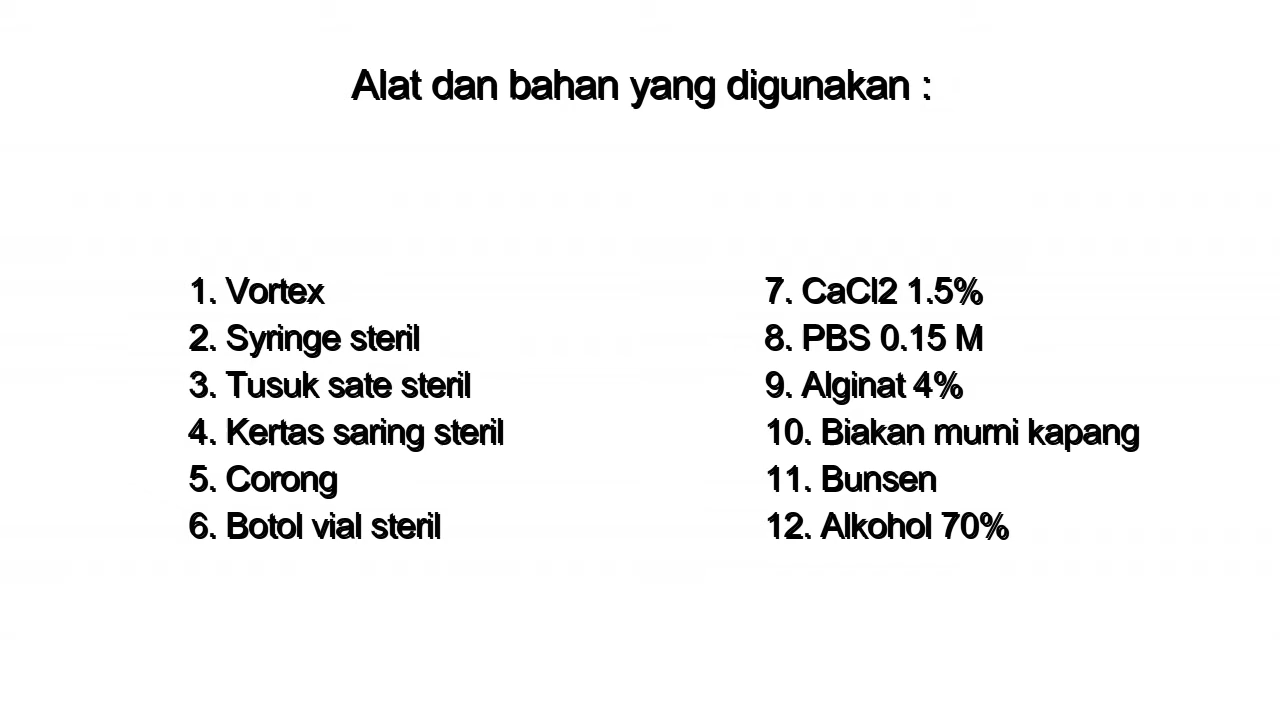 Alat dan bahan yang digunakan :
1. Vortex
2. Syringe steril
3. Tusuk sate steril
4. Kertas saring steril
5. Corong
6. Botol vial steril
7. CaCl2 1.5%
8. PBS 0.15 M
9. Alginat 4%
10. Biakan murni kapang
11. Bunsen
12. Alkohol 70%